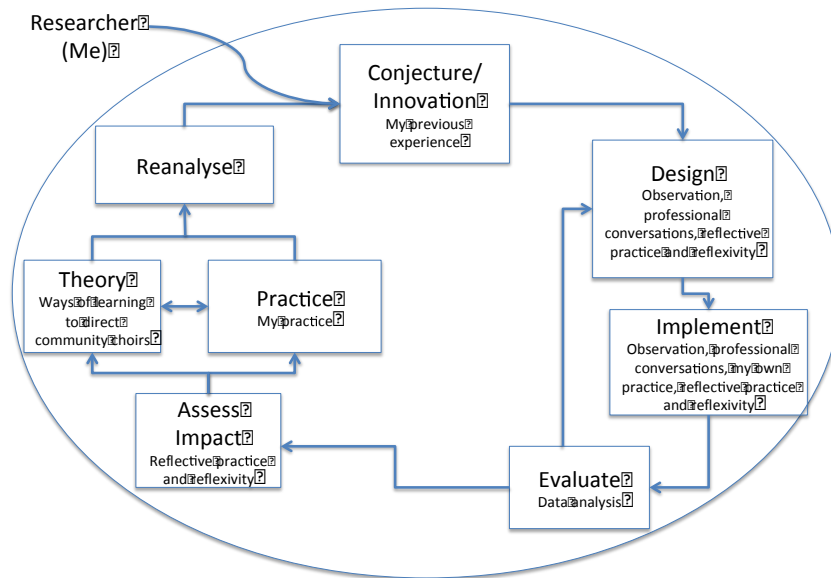 Researcher
(Me)
Conjecture/
Innovation
My previous
experience
Reanalyse
Design
Observation,
professional
conversations, reflective
practice and reflexivity
Theory
Ways of learning
to direct
community choirs
Practice
My practice
Implement
Observation, professional
conversations, my own
practice, reflective practice
and reflexivity
Assess
Impact
Reflective practice
and reflexivity
Evaluate
Data analysis